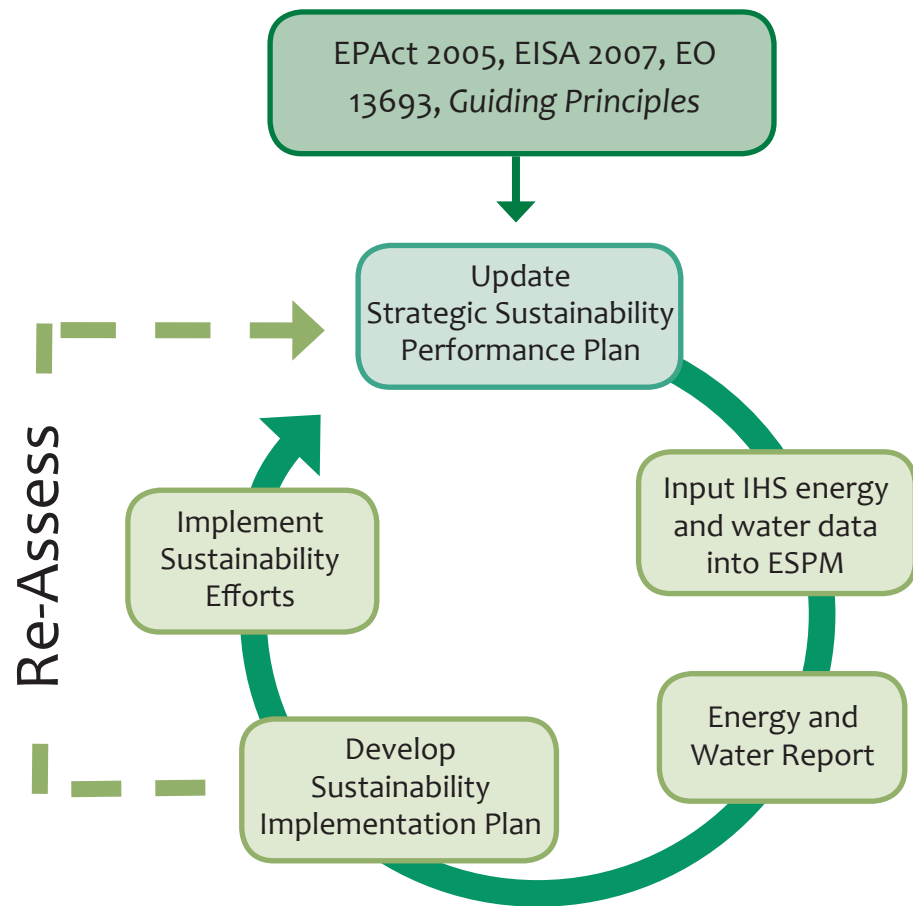 EPAct 2005, EISA 2007, EO
13693, Guiding Principles
Update
Strategic Sustainability
Performance Plan
Input IHS energy
and water data
into ESPM
Energy and
Water Report
Develop
Sustainability
Implementation Plan
Implement
Sustainability
Efforts
Re-Assess